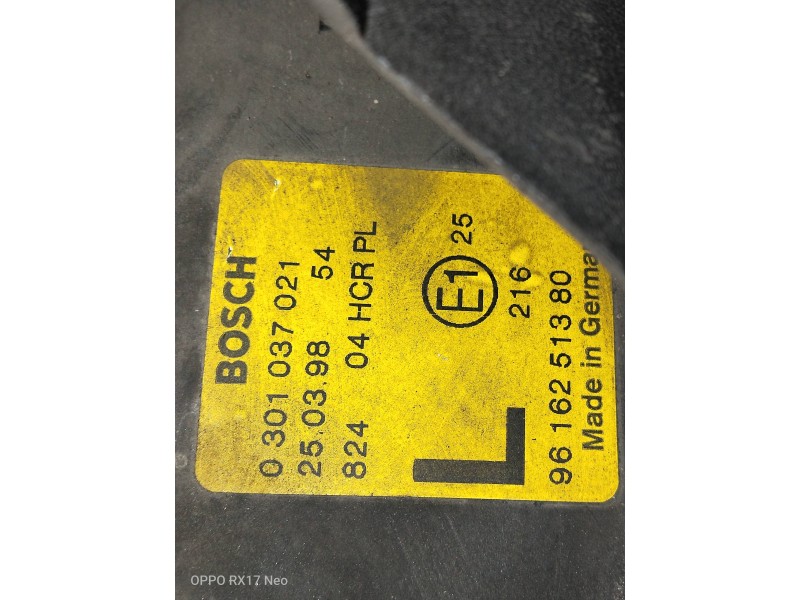 BOSCH
0 301 037 021
25.03.98 54
824 04 HCR PL
L
E1 25
216
96 162 513 80
Made in Germa
OPPO RX17 Neo